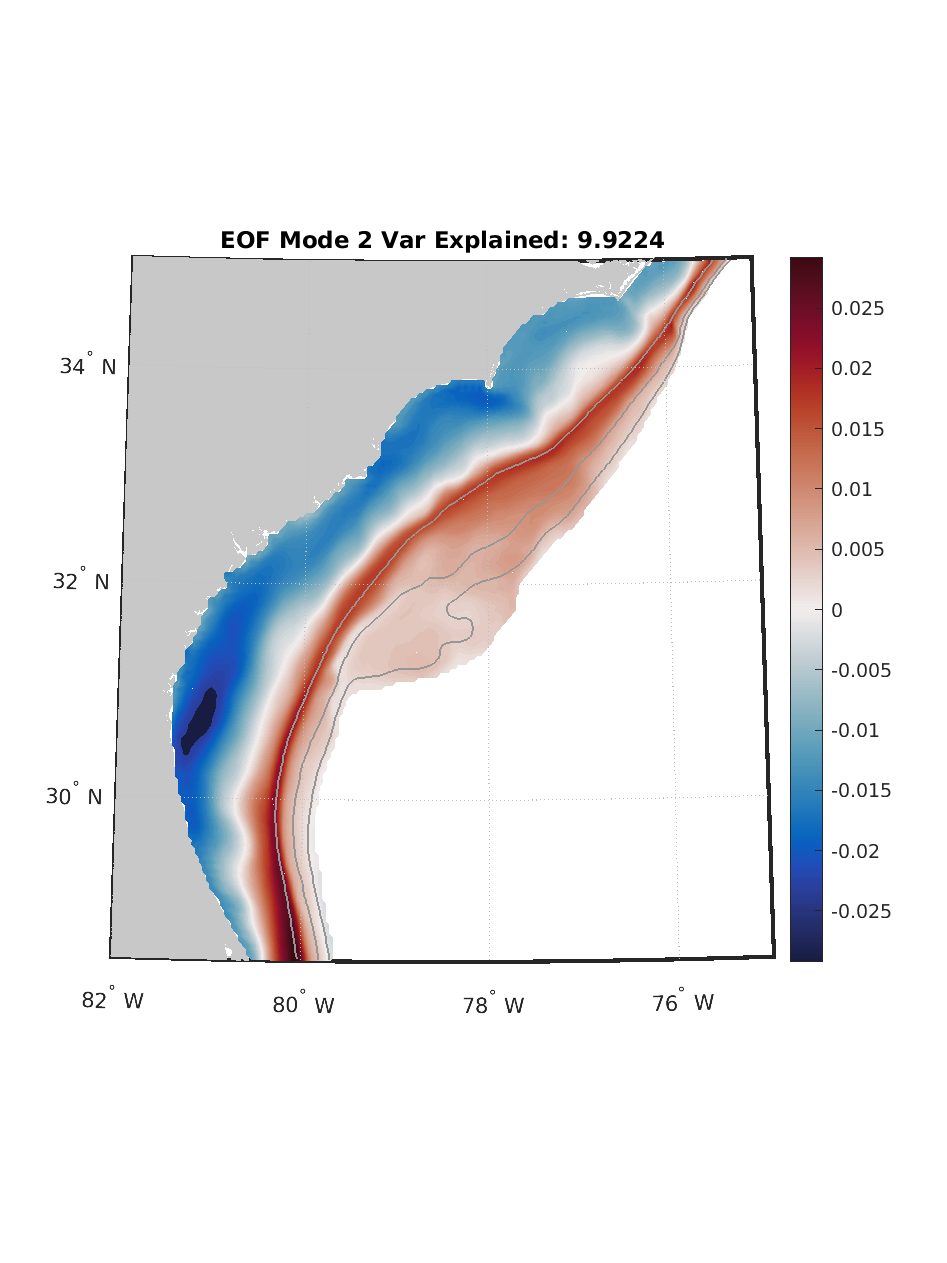 EOF Mode 2 Var Explained: 9.9224
34° N
32° N
30° N
82° W
80° W
78° W
76° W
0.025
0.02
0.015
0.01
0.005
0
-0.005
-0.01
-0.015
-0.02
-0.025